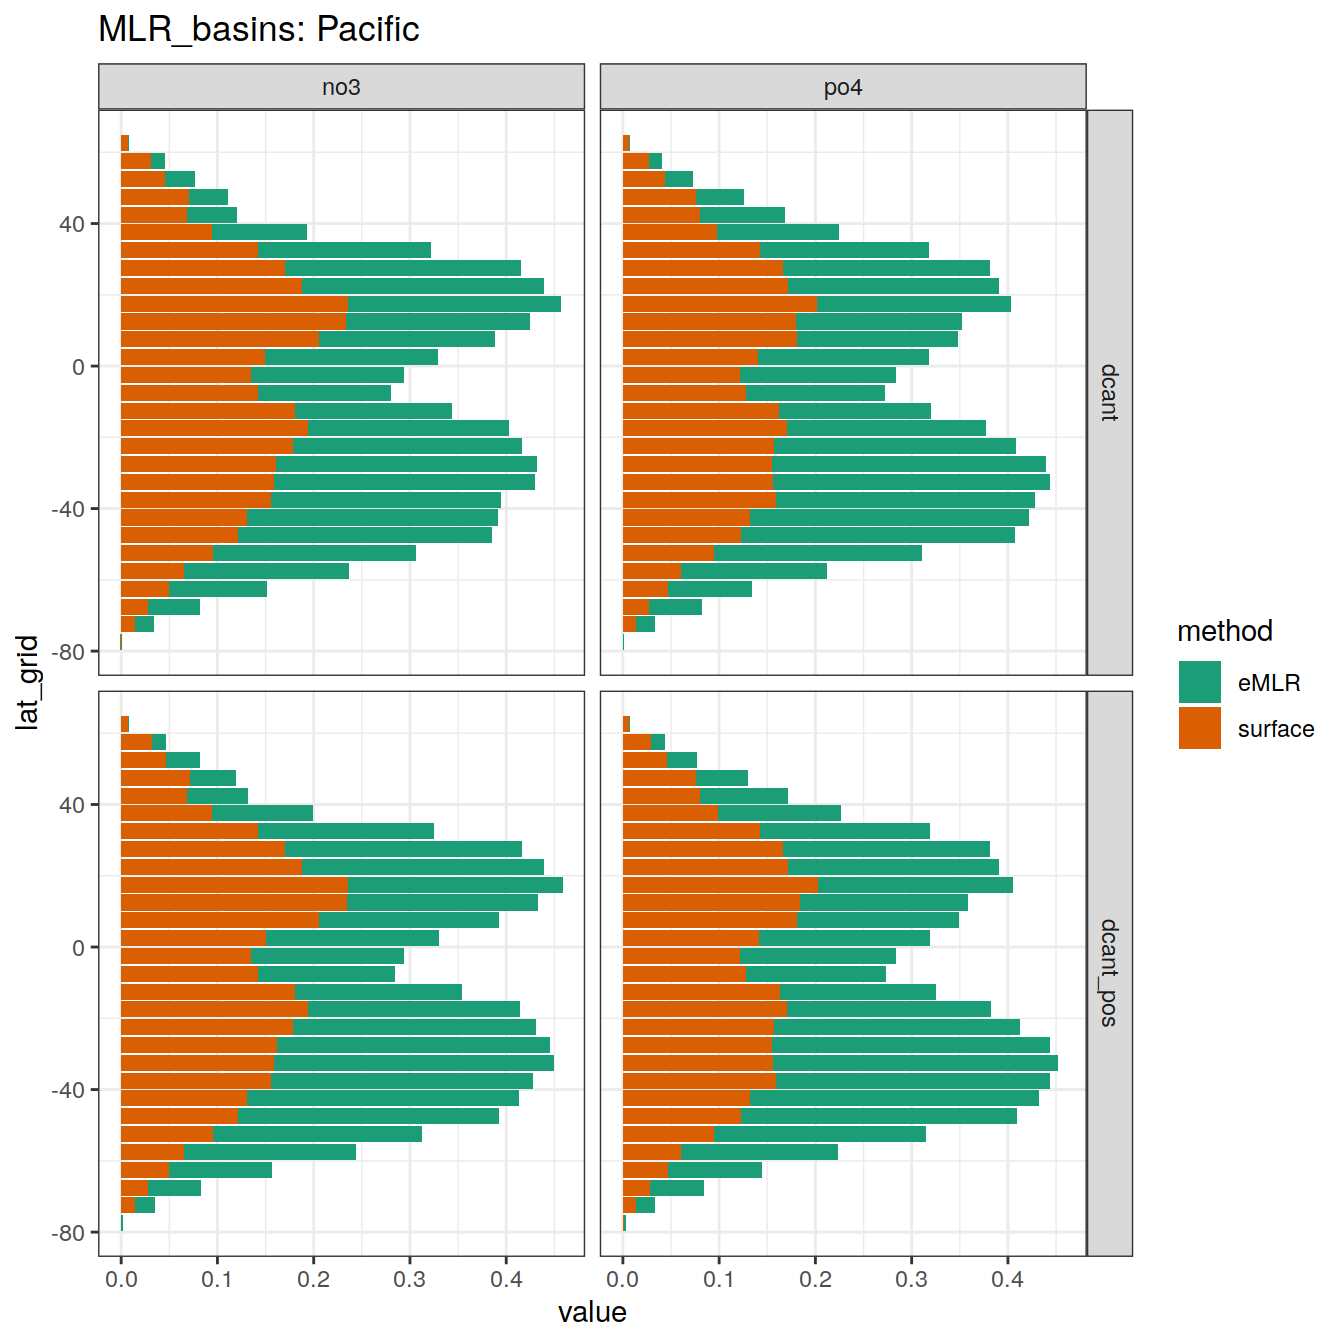 MLR_basins: Pacific
no3
po4
40
0
-40
-80
dcant
40
0
-40
-80
dcant_pos
lat_grid
0.0 0.1 0.2 0.3 0.4
0.0 0.1 0.2 0.3 0.4
value
method
eMLR
surface